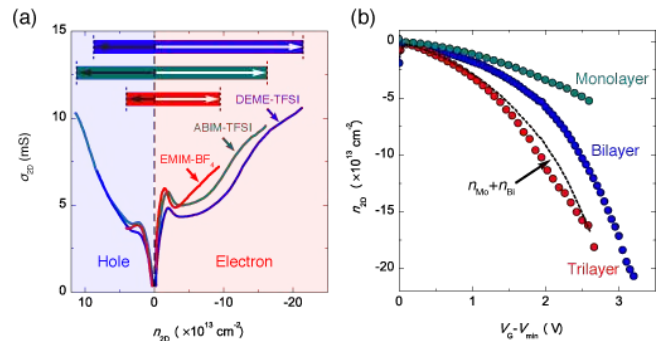 (a)
15
10
5
0
σ2D (mS)
DEME-TFSI
ABIM-TFSI
EMIM-BF4
Hole
Electron
10
0
-10
-20
n2D (×10^13 cm^-2)
(b)
0
-5
-10
-15
-20
n2D (×10^13 cm^-2)
Monolayer
Bilayer
nMo+nBi
Trilayer
0
1
2
3
VG-Vmin (V)